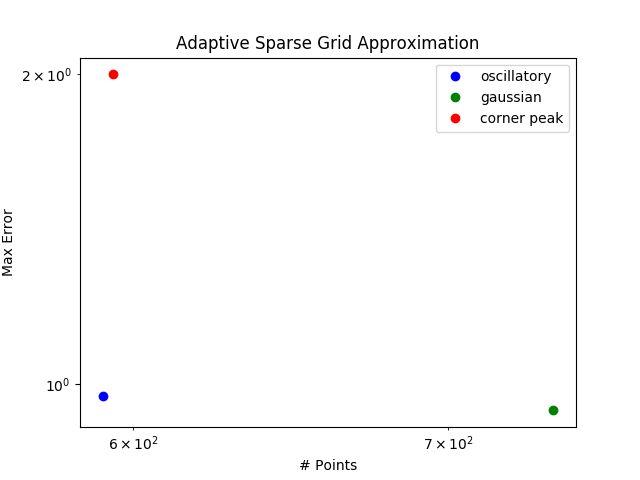 Adaptive Sparse Grid Approximation
2 × 10⁰
10⁰
Max Error
oscillatory
gaussian
corner peak
6 × 10²
7 × 10²
# Points